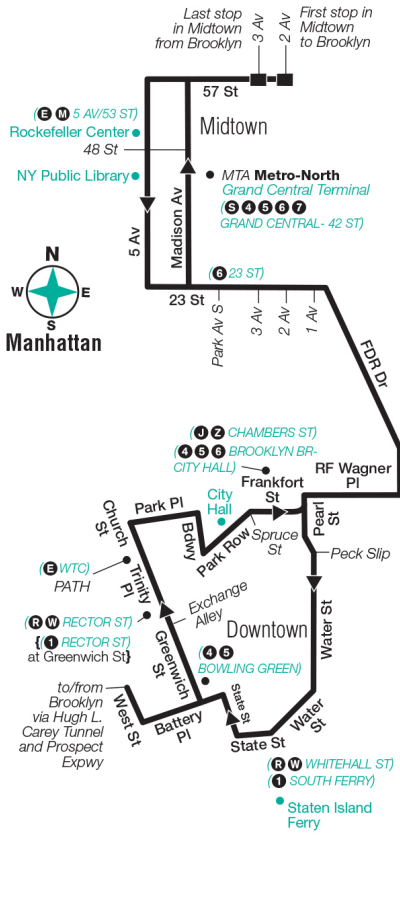 Last stop
in Midtown
from Brooklyn
3 Av
2 Av
First stop in
Midtown
to Brooklyn
57 St
(E M 5 AV/53 ST)
Rockefeller Center
Midtown
48 St
NY Public Library
MTA Metro-North
Grand Central Terminal
(S 4 5 6 7
GRAND CENTRAL- 42 ST)
5 Av
Madison Av
(6 23 ST)
23 St
Park Av S
3 Av
2 Av
1 Av
N
W
E
S
Manhattan
FDR Dr
(J Z CHAMBERS ST)
(4 5 6 BROOKLYN BR-
CITY HALL)
Frankfort
St
RF Wagner
Pl
City
Hall
Church
St
Park Pl
Bdwy
Park Row
Spruce
St
Pearl
St
Peck Slip
(E WTC)
PATH
Trinity
Pl
Exchange
Alley
(R W RECTOR ST)
{(1 RECTOR ST)
at Greenwich St}
Greenwich
St
Downtown
Water St
(4 5
BOWLING GREEN)
to/from
Brooklyn
via Hugh L.
Carey Tunnel
and Prospect
Expwy
West St
Battery
Pl
State St
State St
Water
St
(R W WHITEHALL ST)
(1 SOUTH FERRY)
Staten Island
Ferry